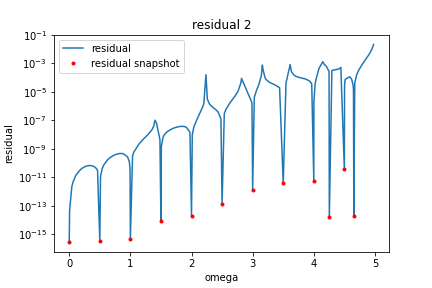 residual 2
residual
residual snapshot
residual
10⁻¹
10⁻³
10⁻⁵
10⁻⁷
10⁻⁹
10⁻¹¹
10⁻¹³
10⁻¹⁵
0 1 2 3 4 5
omega